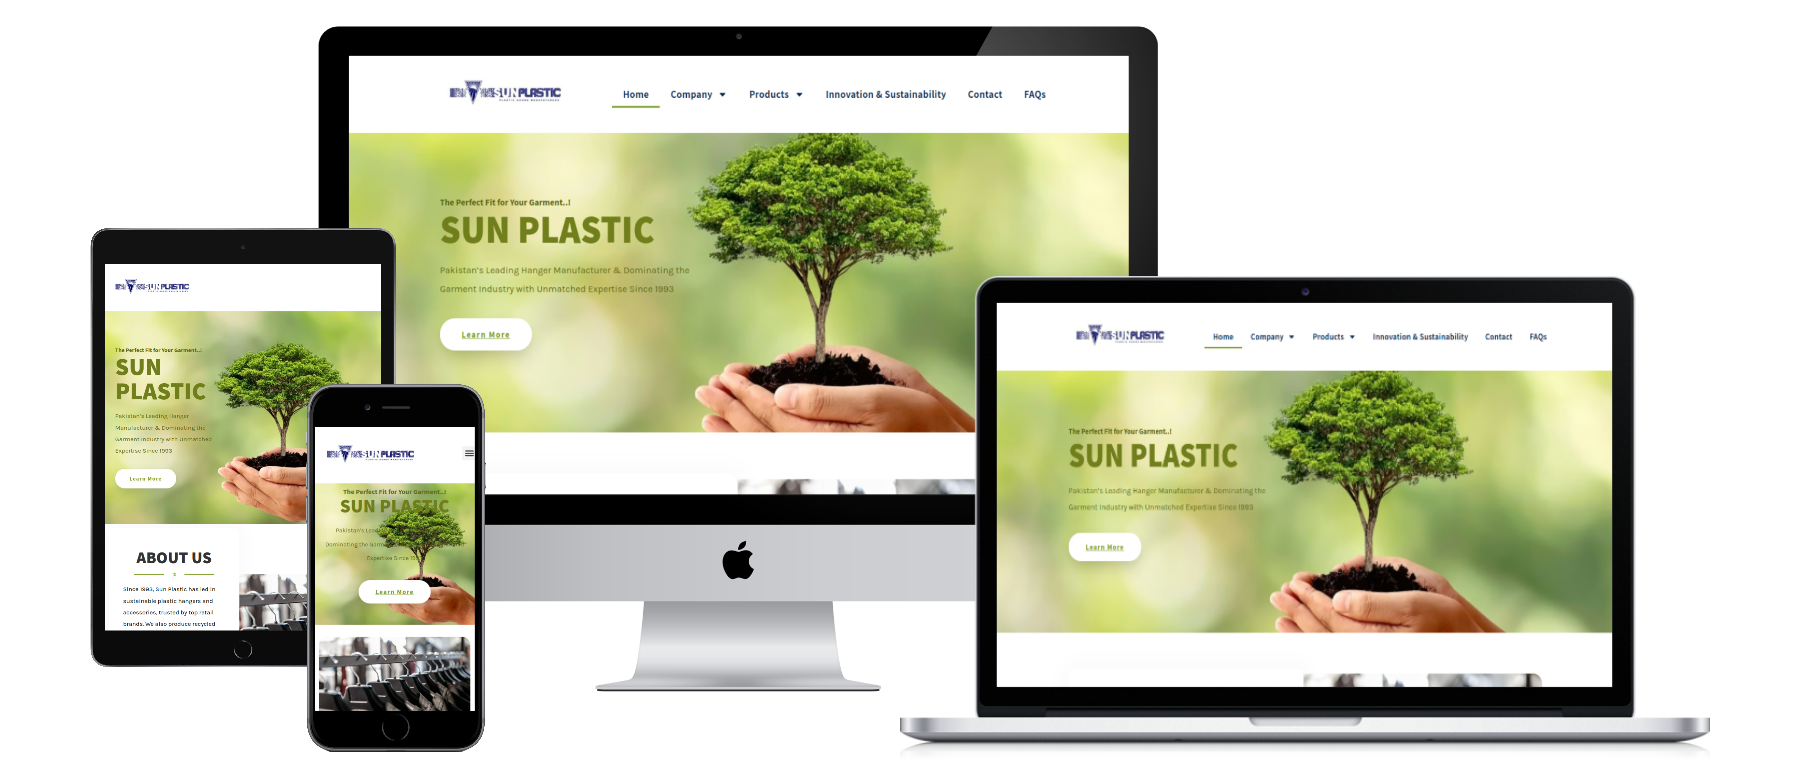 SUN PLASTIC
Home Company Products Innovation & Sustainability Contact FAQs
The Perfect Fit for Your Garment..!
SUN PLASTIC
Pakistan's Leading Hanger Manufacturer & Dominating the
Garment Industry with Unmatched Expertise Since 1993
Learn More
SUN PLASTIC
The Perfect Fit for Your Garment..!
SUN
PLASTIC
Pakistan's Leading Hanger
Manufacturer & Dominating the
Garment Industry with Unmatched
Expertise Since 1993
Learn More
ABOUT US
Since 1993, Sun Plastic has led in
sustainable plastic hangers and
accessories, trusted by top retail
brands. We also produce recycled
SUN PLASTIC
The Perfect Fit for Your Garment..!
SUN PLASTIC
Pakistan's
Dominating the
Expertise Since
Learn More
SUN PLASTIC
Home Company Products Innovation & Sustainability Contact FAQs
The Perfect Fit for Your Garment..!
SUN PLASTIC
Pakistan's Leading Hanger Manufacturer & Dominating the
Garment Industry with Unmatched Expertise Since 1993
Learn More